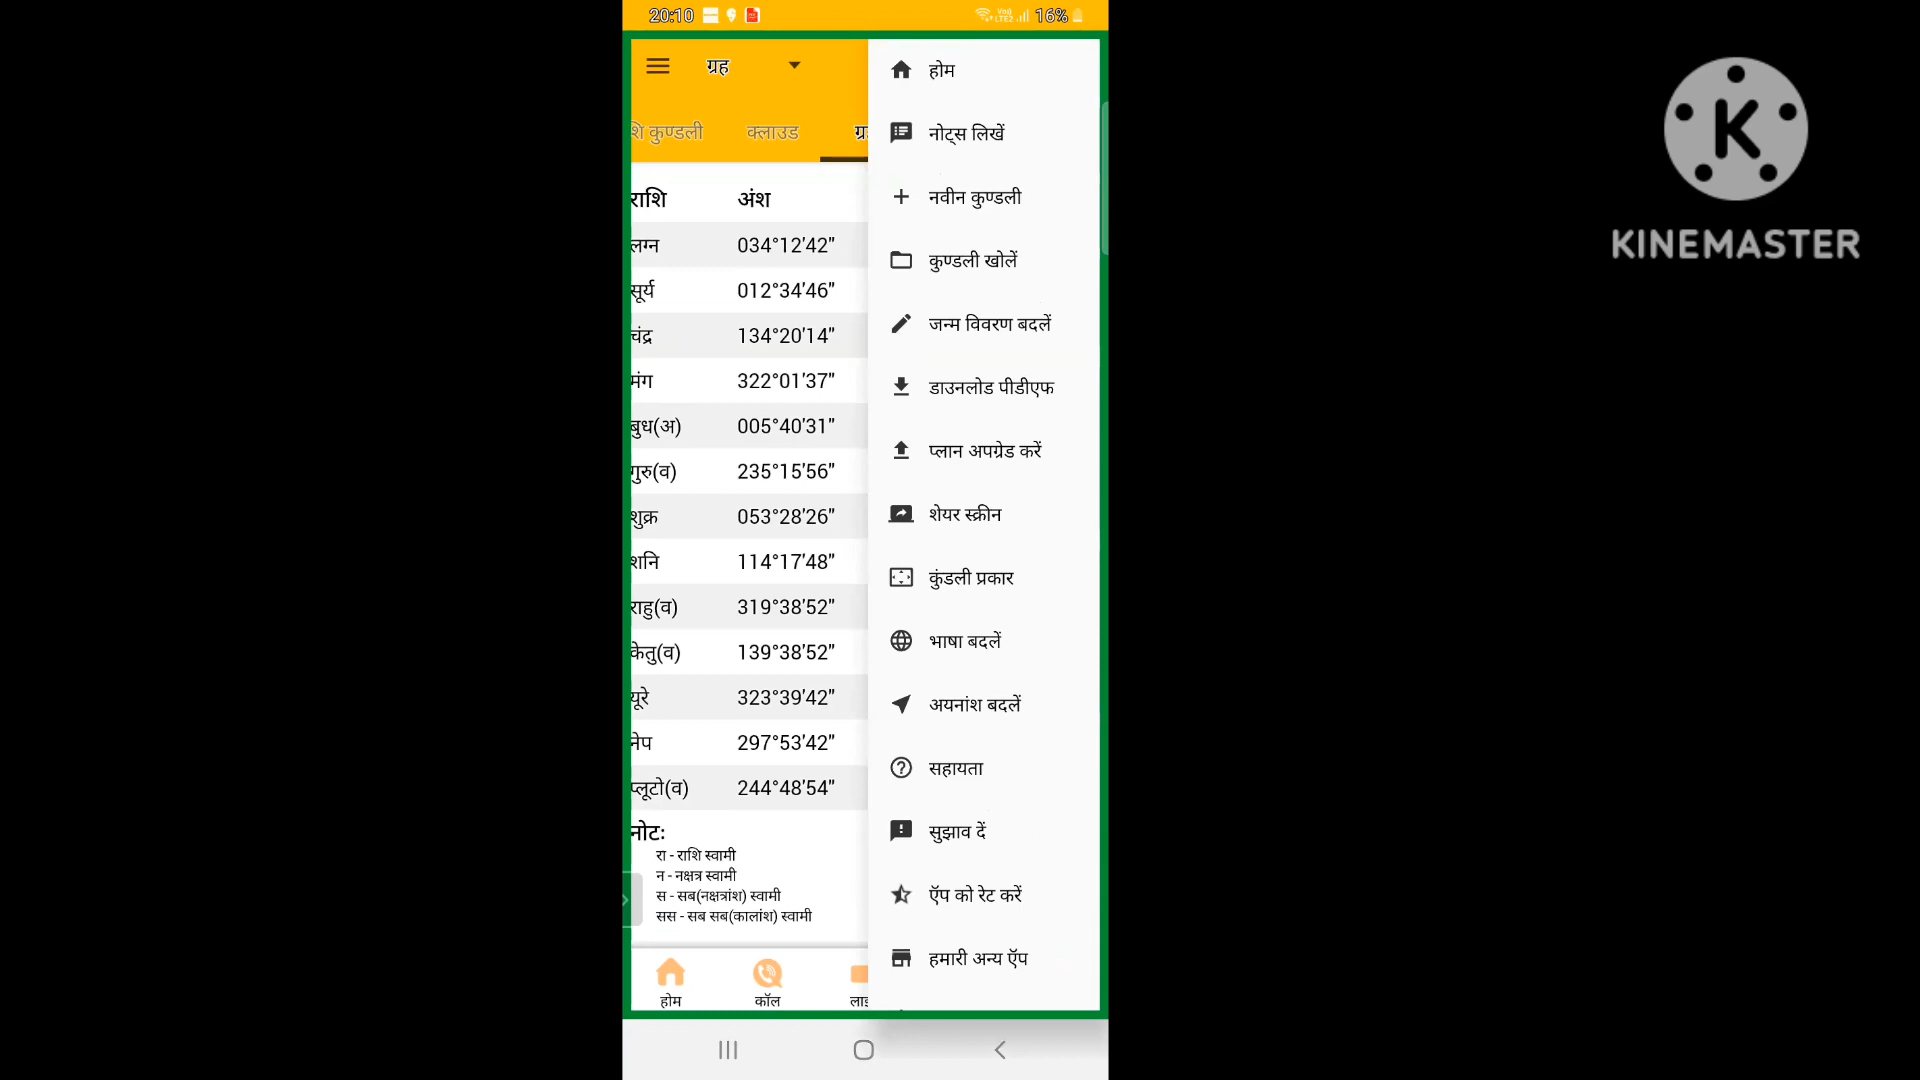 20:10 Vo) LTE2 16%
ग्रह
शि कुण्डली क्लाउड
राशि अंश
लग्न 034°12'42"
सूर्य 012°34'46"
चंद्र 134°20'14"
मंग 322°01'37"
बुध(अ) 005°40'31"
गुरु(व) 235°15'56"
शुक्र 053°28'26"
शनि 114°17'48"
राहु(व) 319°38'52"
केतु(व) 139°38'52"
यूरे 323°39'42"
नेप 297°53'42"
प्लूटो(व) 244°48'54"
नोटः
रा - राशि स्वामी
न - नक्षत्र स्वामी
स - सब(नक्षत्रांश) स्वामी
सस - सब सब(कालांश) स्वामी
होम कॉल
होम
नोट्स लिखें
नवीन कुण्डली
कुण्डली खोलें
जन्म विवरण बदलें
डाउनलोड पीडीएफ
प्लान अपग्रेड करें
शेयर स्क्रीन
कुंडली प्रकार
भाषा बदलें
अयनांश बदलें
सहायता
सुझाव दें
ऍप को रेट करें
हमारी अन्य ऍप
K
KINEMASTER